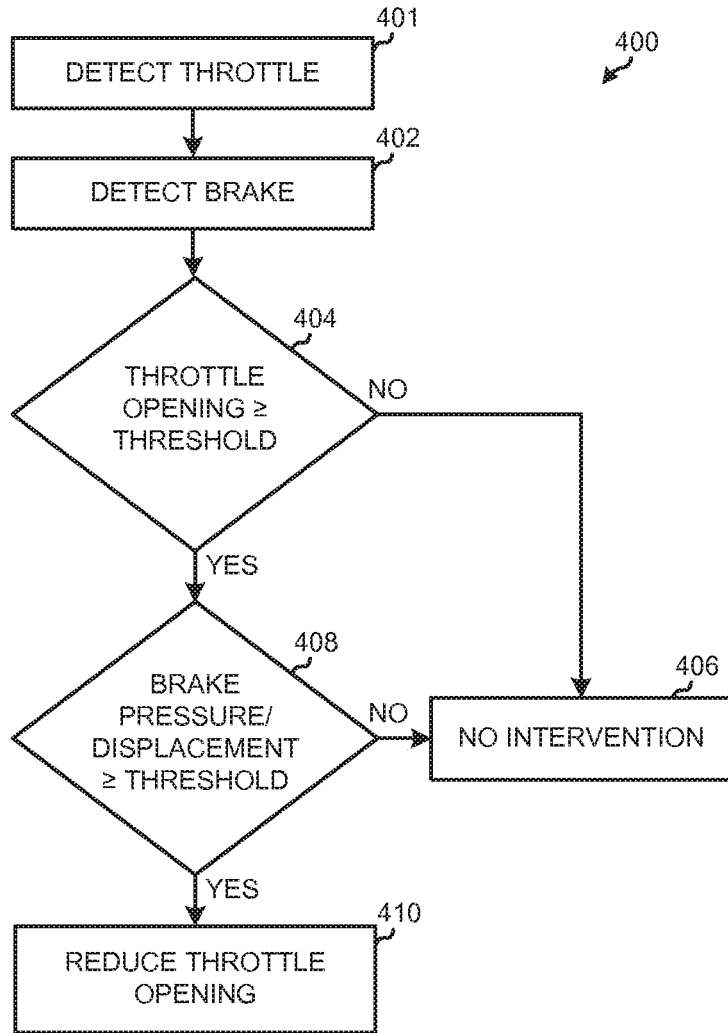 401
DETECT THROTTLE
400
402
DETECT BRAKE
404
THROTTLE
OPENING ≥
THRESHOLD
NO
YES
408
BRAKE
PRESSURE/
DISPLACEMENT
≥ THRESHOLD
NO
406
NO INTERVENTION
YES
410
REDUCE THROTTLE
OPENING